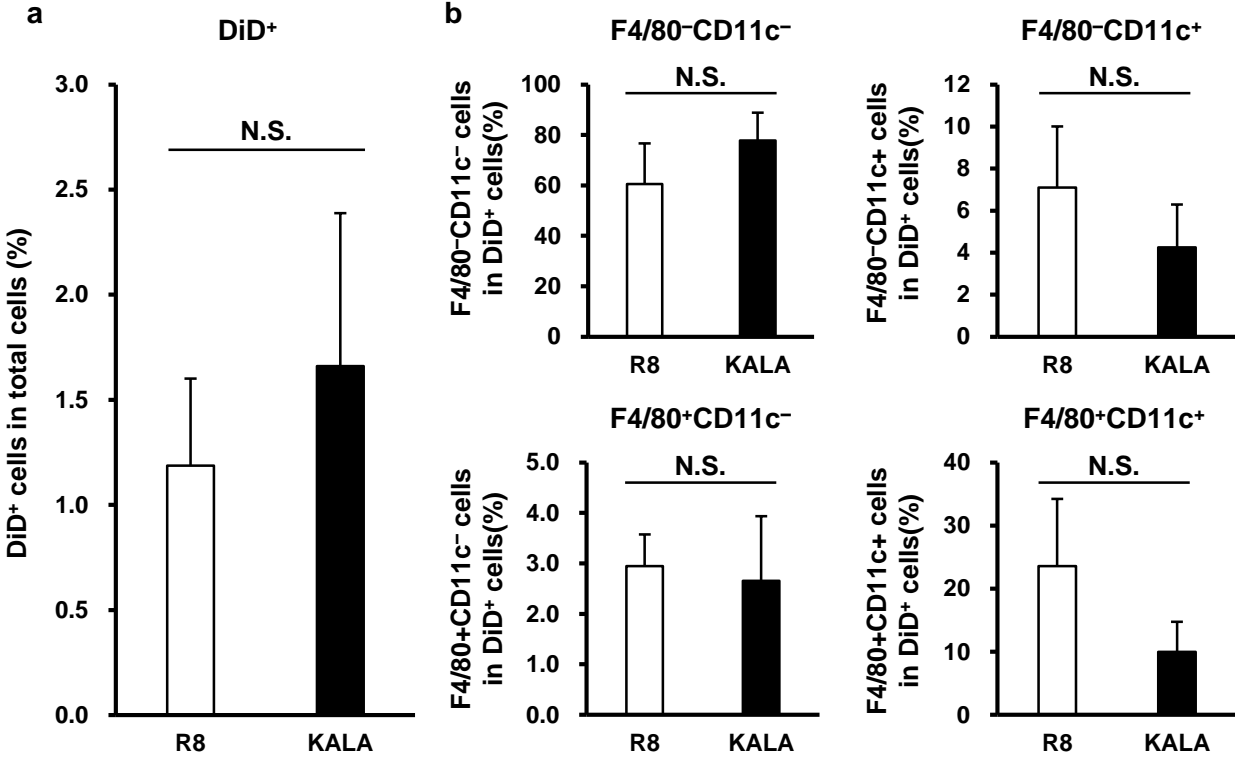 a
DiD⁺
DiD⁺ cells in total cells (%)
3.0
2.5
2.0
1.5
1.0
0.5
0.0
N.S.
R8 KALA
b
F4/80⁻CD11c⁻
F4/80⁻CD11c⁻ cells
in DiD⁺ cells(%)
100
80
60
40
20
0
N.S.
R8 KALA
F4/80⁻CD11c⁺
F4/80⁻CD11c+ cells
in DiD⁺ cells(%)
12
10
8
6
4
2
0
N.S.
R8 KALA
F4/80⁺CD11c⁻
F4/80+CD11c⁻ cells
in DiD⁺ cells(%)
5.0
4.0
3.0
2.0
1.0
0.0
N.S.
R8 KALA
F4/80⁺CD11c⁺
F4/80+CD11c+ cells
in DiD⁺ cells(%)
40
30
20
10
0
N.S.
R8 KALA